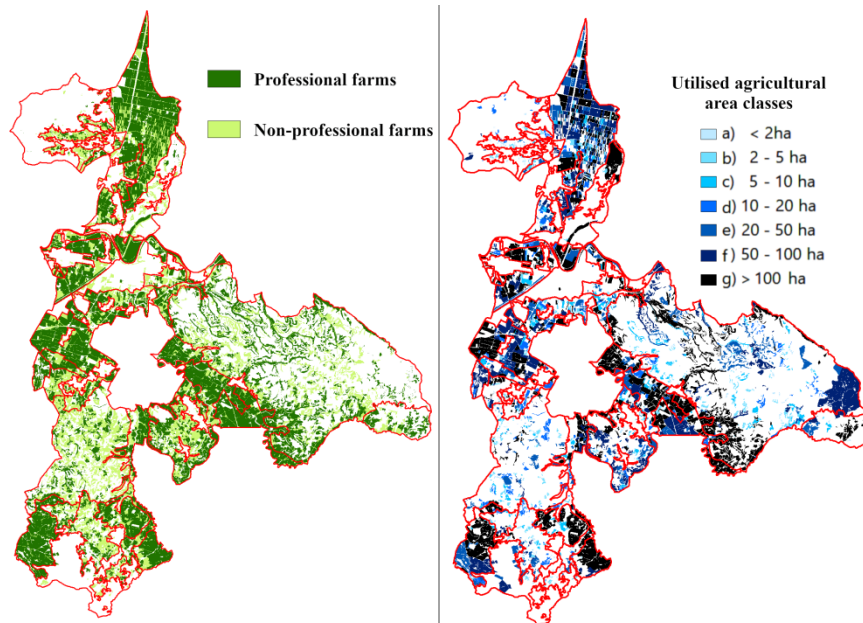 Professional farms
Non-professional farms
Utilised agricultural
area classes
a) < 2ha
b) 2 - 5 ha
c) 5 - 10 ha
d) 10 - 20 ha
e) 20 - 50 ha
f) 50 - 100 ha
g) > 100 ha